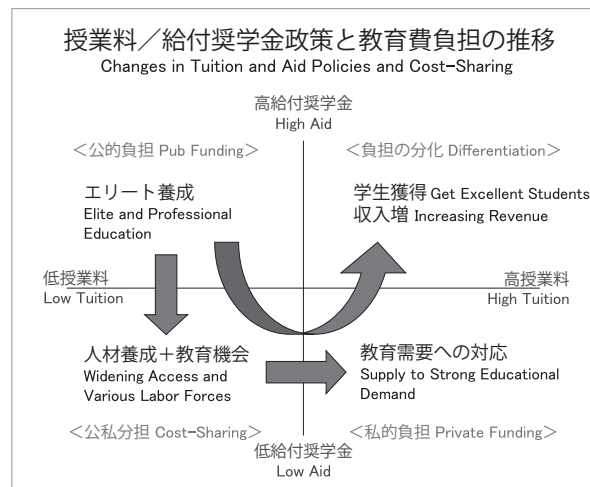 授業料／給付奨学金政策と教育費負担の推移
Changes in Tuition and Aid Policies and Cost-Sharing
高給付奨学金
High Aid
＜公的負担 Pub Funding＞
＜負担の分化 Differentiation＞
エリート養成
Elite and Professional
Education
学生獲得 Get Excellent Students
収入増 Increasing Revenue
低授業料
Low Tuition
高授業料
High Tuition
人材養成＋教育機会
Widening Access and
Various Labor Forces
教育需要への対応
Supply to Strong Educational
Demand
＜公私分担 Cost-Sharing＞
＜私的負担 Private Funding＞
低給付奨学金
Low Aid